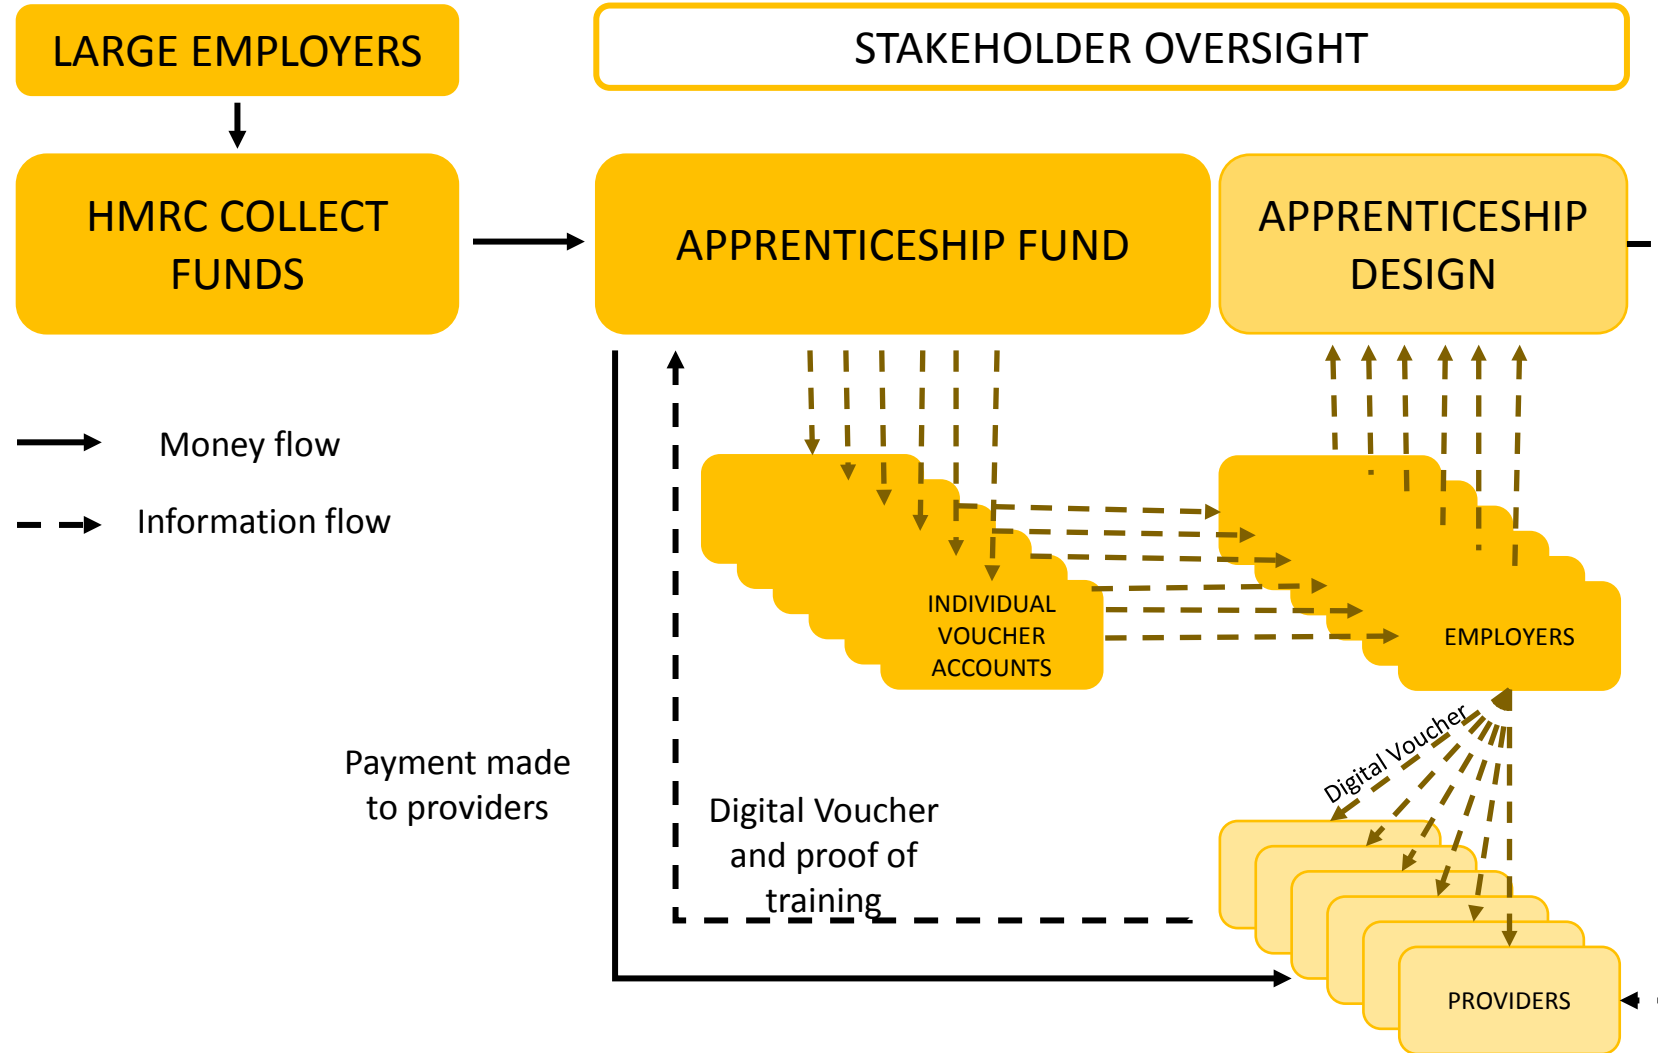 LARGE EMPLOYERS
STAKEHOLDER OVERSIGHT
HMRC COLLECT
FUNDS
APPRENTICESHIP FUND
APPRENTICESHIP
DESIGN
Money flow
Information flow
INDIVIDUAL
VOUCHER
ACCOUNTS
EMPLOYERS
Digital Voucher
Payment made
to providers
Digital Voucher
and proof of
training
PROVIDERS